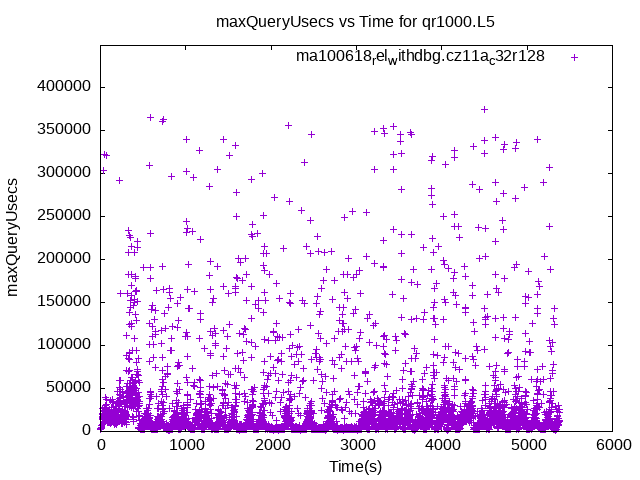 maxQueryUsecs vs Time for qr1000.L5
ma100618relwithdbg.cz11ac32r128
maxQueryUsecs
400000
350000
300000
250000
200000
150000
100000
50000
0
0 1000 2000 3000 4000 5000 6000
Time(s)